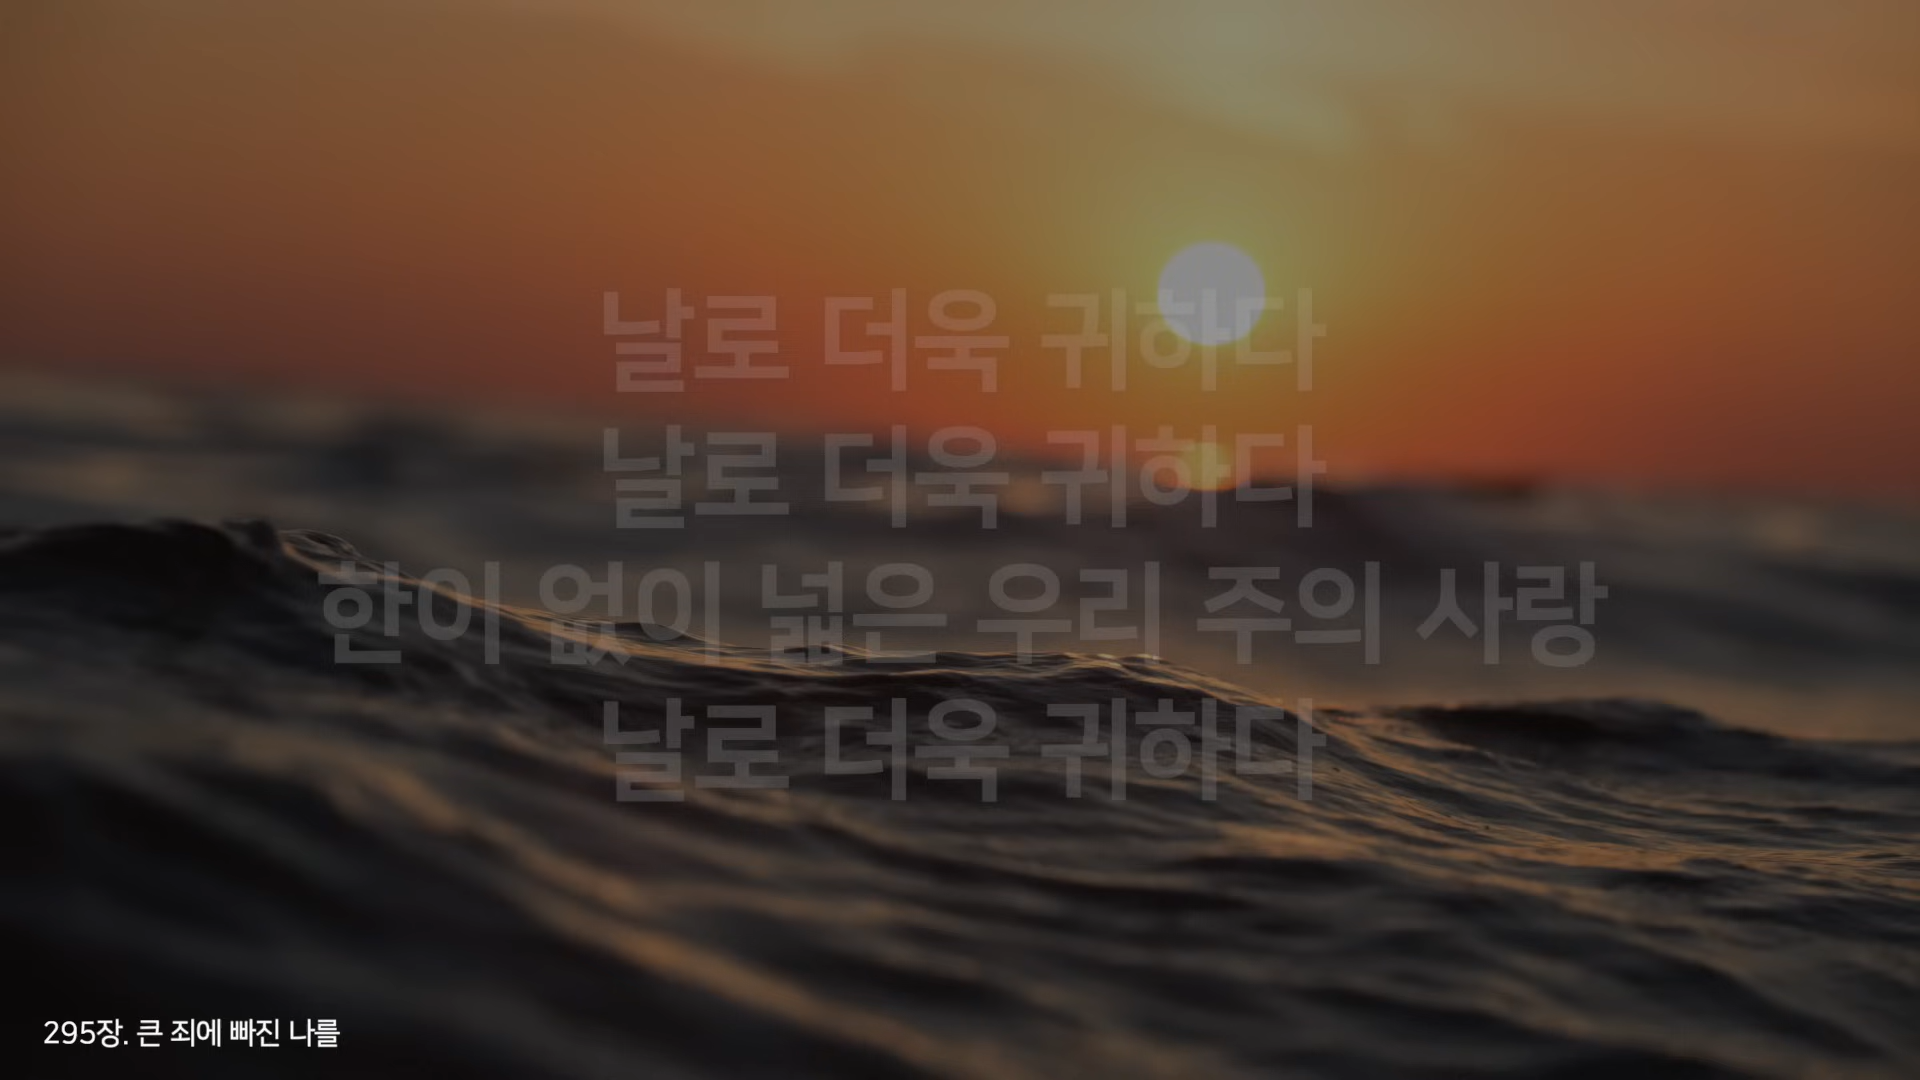 날로 더욱 귀하다
날로 더욱 귀하다
한이 없이 넓은 우리 주의 사랑
날로 더욱 귀하다
295장. 큰 죄에 빠진 나를